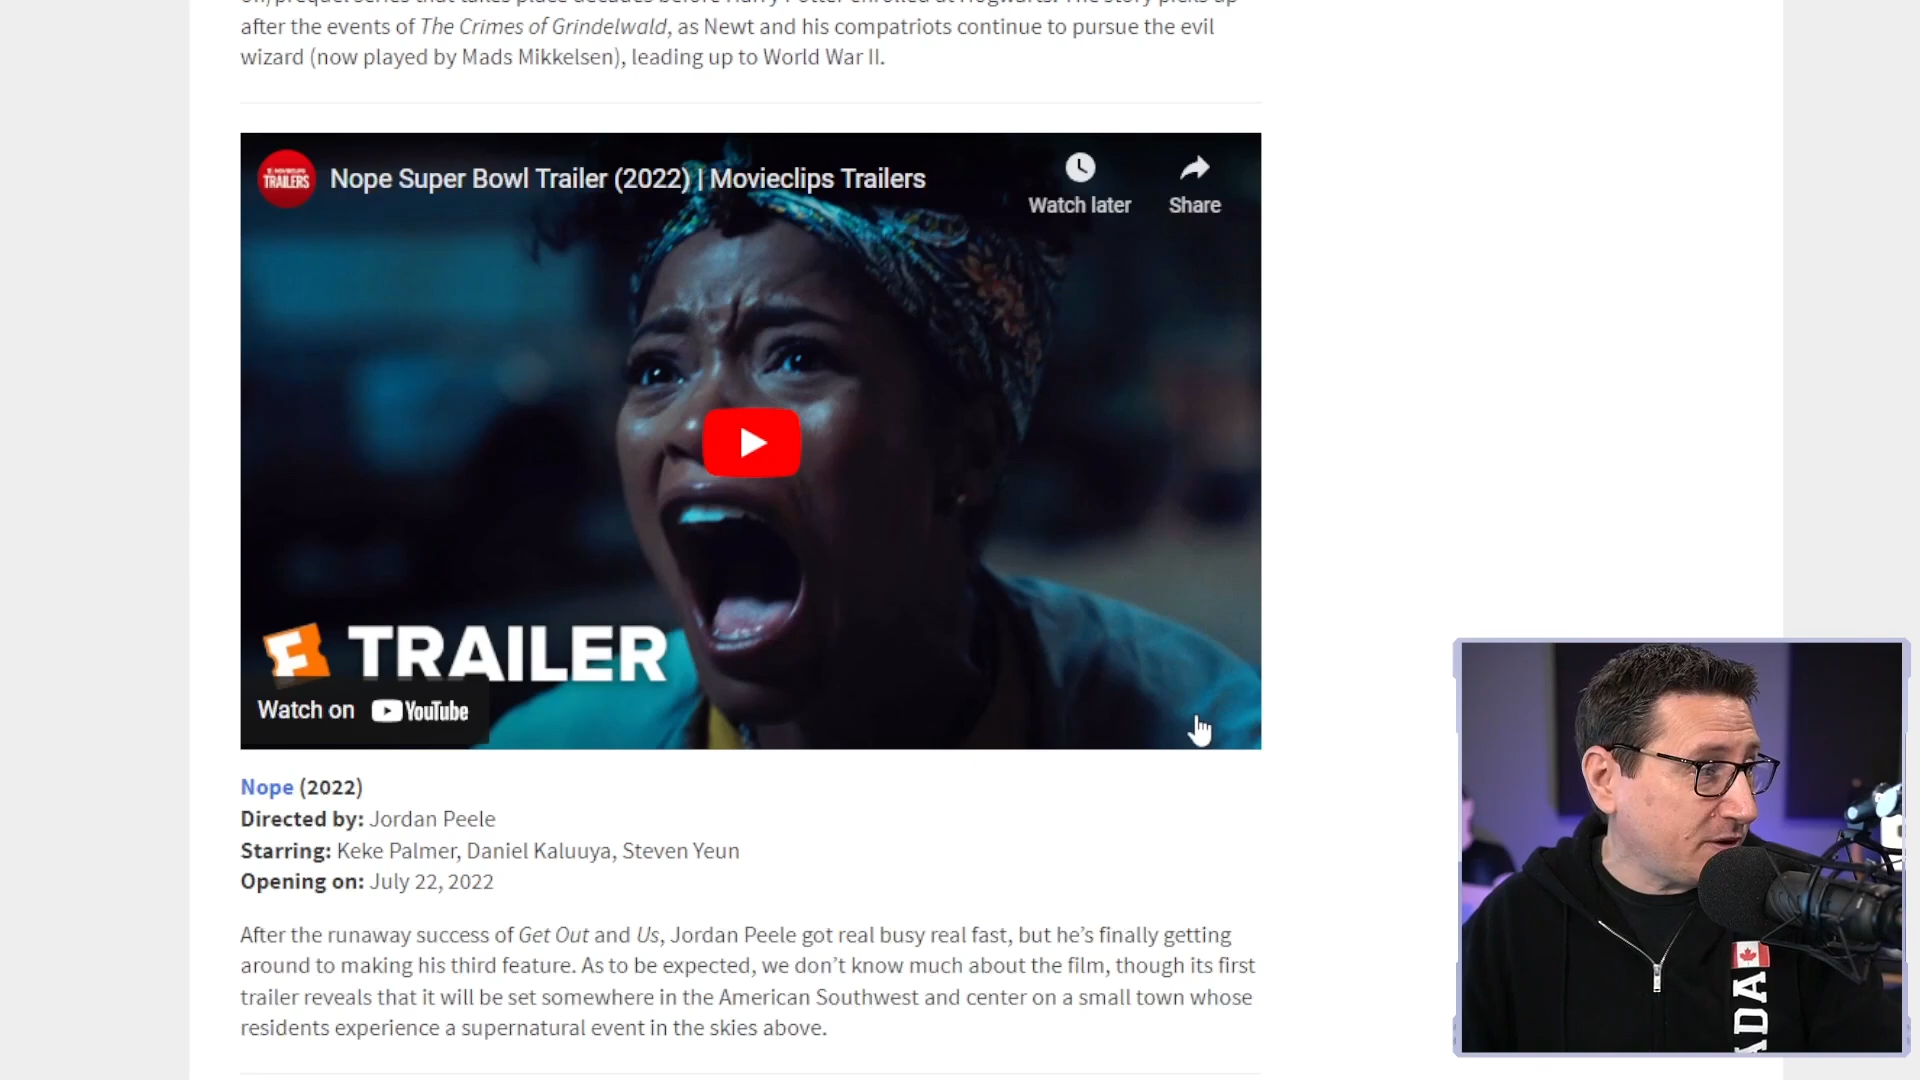 after the events of The Crimes of Grindelwald, as Newt and his compatriots continue to pursue the evil
wizard (now played by Mads Mikkelsen), leading up to World War II.
TRAILERS
Nope Super Bowl Trailer (2022) | Movieclips Trailers
Watch later
Share
F TRAILER
Watch on YouTube
Nope (2022)
Directed by: Jordan Peele
Starring: Keke Palmer, Daniel Kaluuya, Steven Yeun
Opening on: July 22, 2022
After the runaway success of Get Out and Us, Jordan Peele got real busy real fast, but he’s finally getting
around to making his third feature. As to be expected, we don’t know much about the film, though its first
trailer reveals that it will be set somewhere in the American Southwest and center on a small town whose
residents experience a supernatural event in the skies above.
ADA